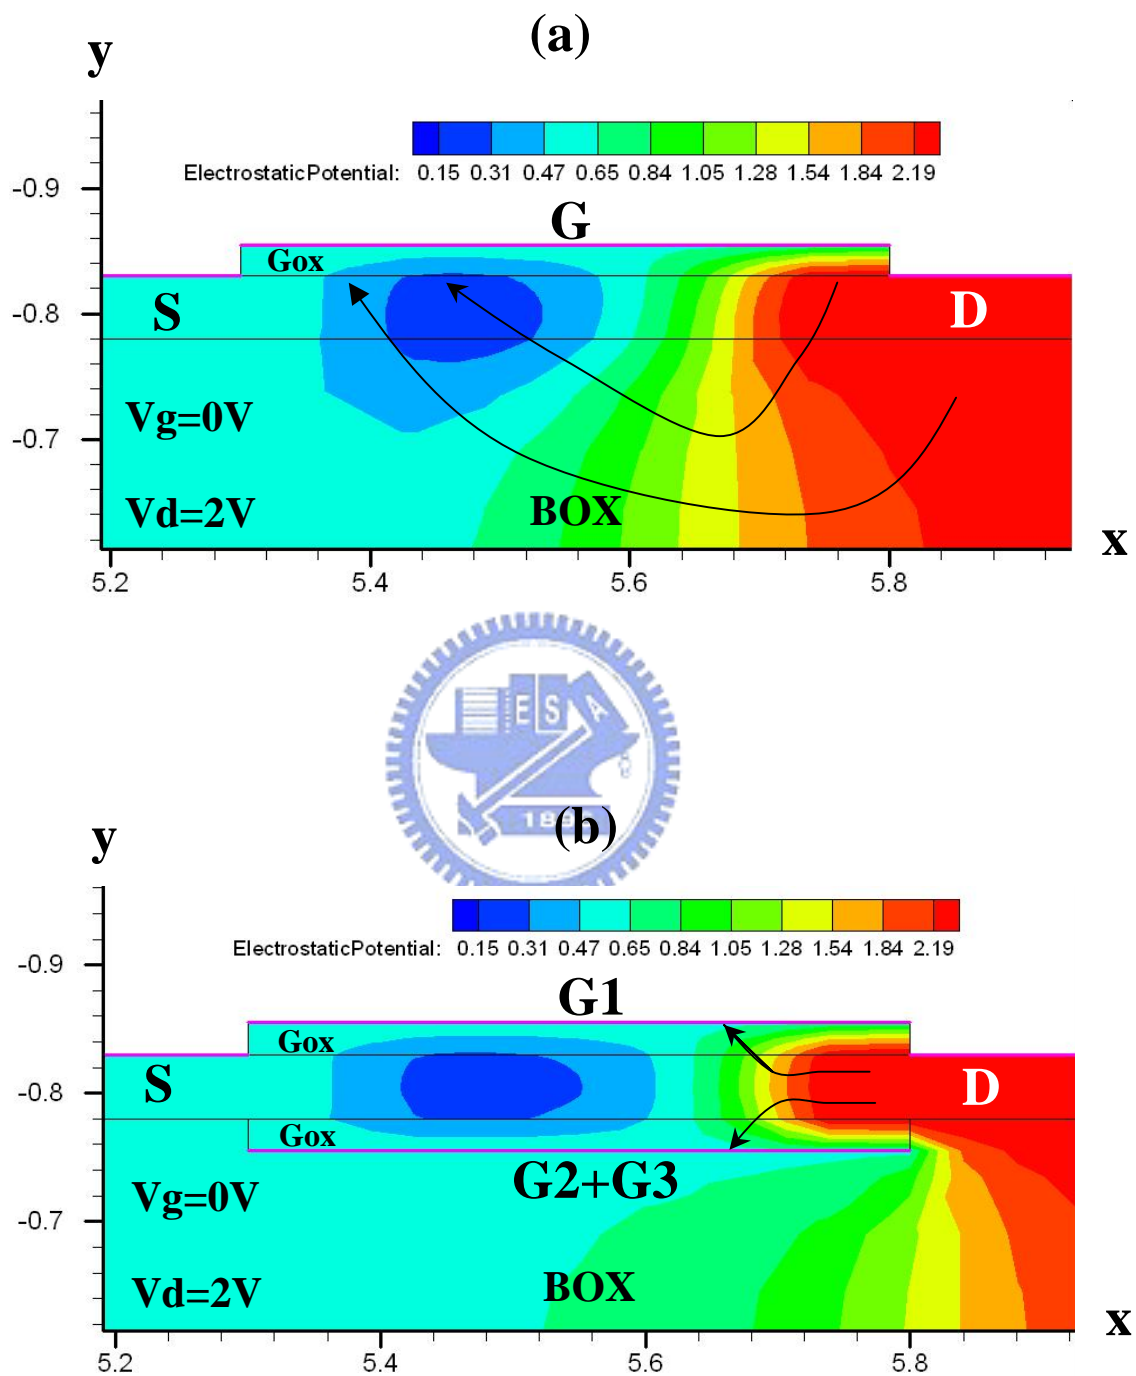 (a)
y
ElectrostaticPotential: 0.15 0.31 0.47 0.65 0.84 1.05 1.28 1.54 1.84 2.19
-0.9
G
Gox
S
D
-0.8
Vg=0V
-0.7
Vd=2V
BOX
x
5.2 5.4 5.6 5.8
E S A
(b)
y
ElectrostaticPotential: 0.15 0.31 0.47 0.65 0.84 1.05 1.28 1.54 1.84 2.19
-0.9
G1
Gox
S
D
-0.8
Gox
G2+G3
Vg=0V
-0.7
Vd=2V
BOX
x
5.2 5.4 5.6 5.8